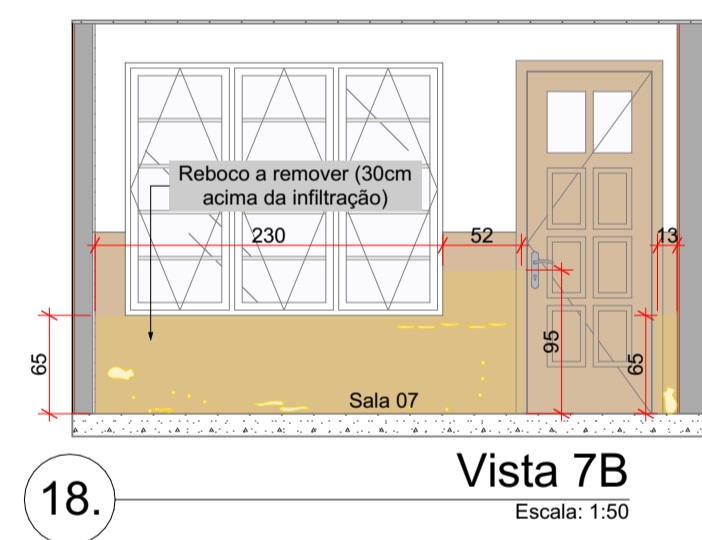 Reboco a remover (30cm
acima da infiltração)
230
52
13
65
95
65
Sala 07
18.
Vista 7B
Escala: 1:50